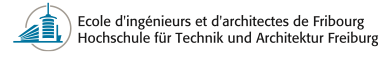 Ecole d'ingénieurs et d'architectes de Fribourg
Hochschule für Technik und Architektur Freiburg